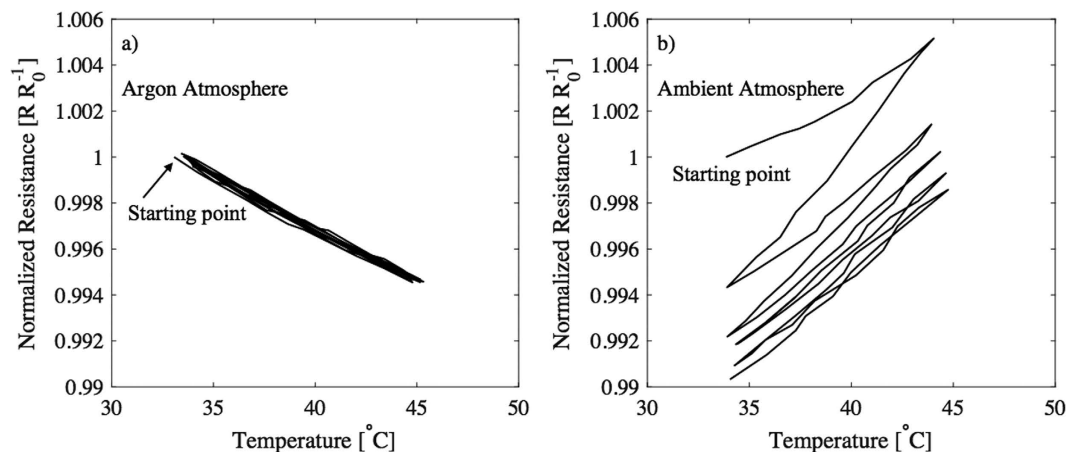 a)
Argon Atmosphere
Starting point
1.006
1.004
1.002
1
0.998
0.996
0.994
0.992
0.99
30
35
40
45
50
Normalized Resistance [R R₀⁻¹]
Temperature [°C]
b)
Ambient Atmosphere
Starting point
1.006
1.004
1.002
1
0.998
0.996
0.994
0.992
0.99
30
35
40
45
50
Normalized Resistance [R R₀⁻¹]
Temperature [°C]